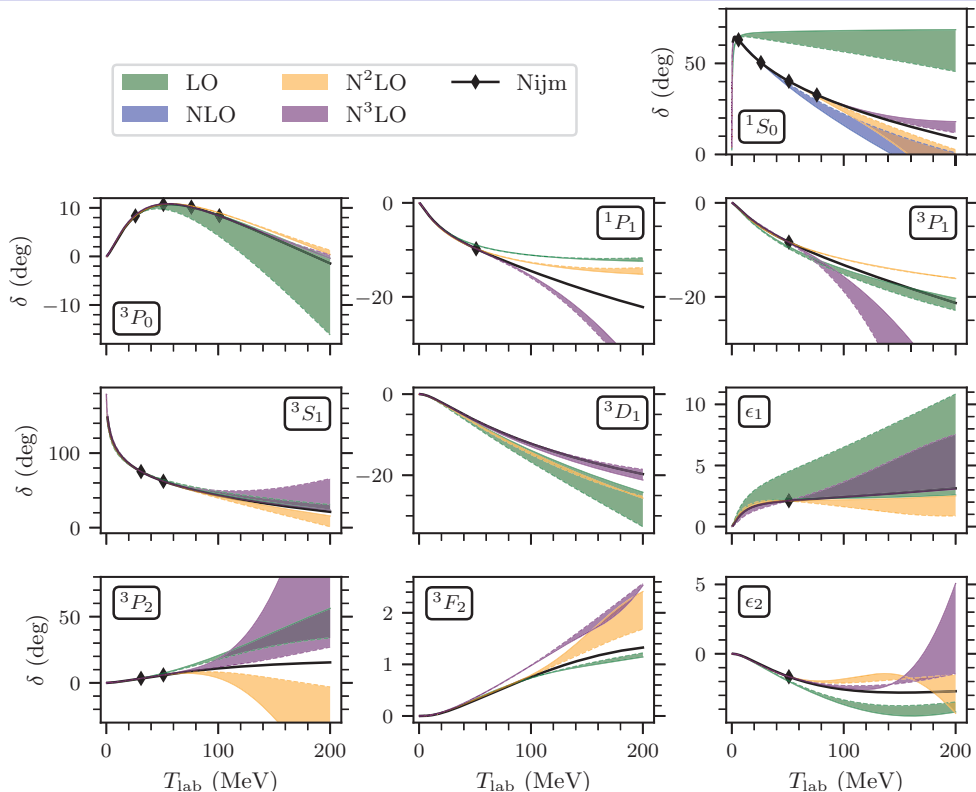 LO N²LO Nijm
NLO N³LO
δ (deg)
50
0
¹S₀
δ (deg)
10
0
−10
³P₀
0
−20
¹P₁
0
−20
³P₁
δ (deg)
100
0
³S₁
0
−20
³D₁
10
5
0
ϵ₁
δ (deg)
50
0
³P₂
2
1
0
³F₂
5
0
ϵ₂
0 100 200
0 100 200
0 100 200
T_lab (MeV)
T_lab (MeV)
T_lab (MeV)